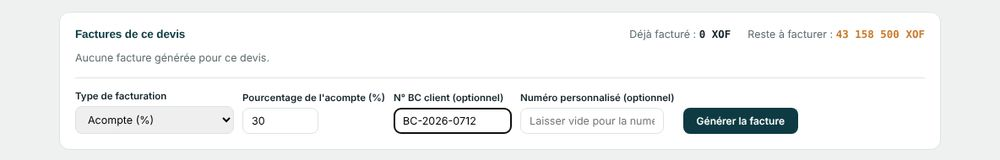 Factures de ce devis
Déjà facturé : 0 XOF Reste à facturer : 43 158 500 XOF
Aucune facture générée pour ce devis.
Type de facturation
Pourcentage de l'acompte (%)
N° BC client (optionnel)
Numéro personnalisé (optionnel)
Acompte (%)
30
BC-2026-0712
Laisser vide pour la numé
Générer la facture